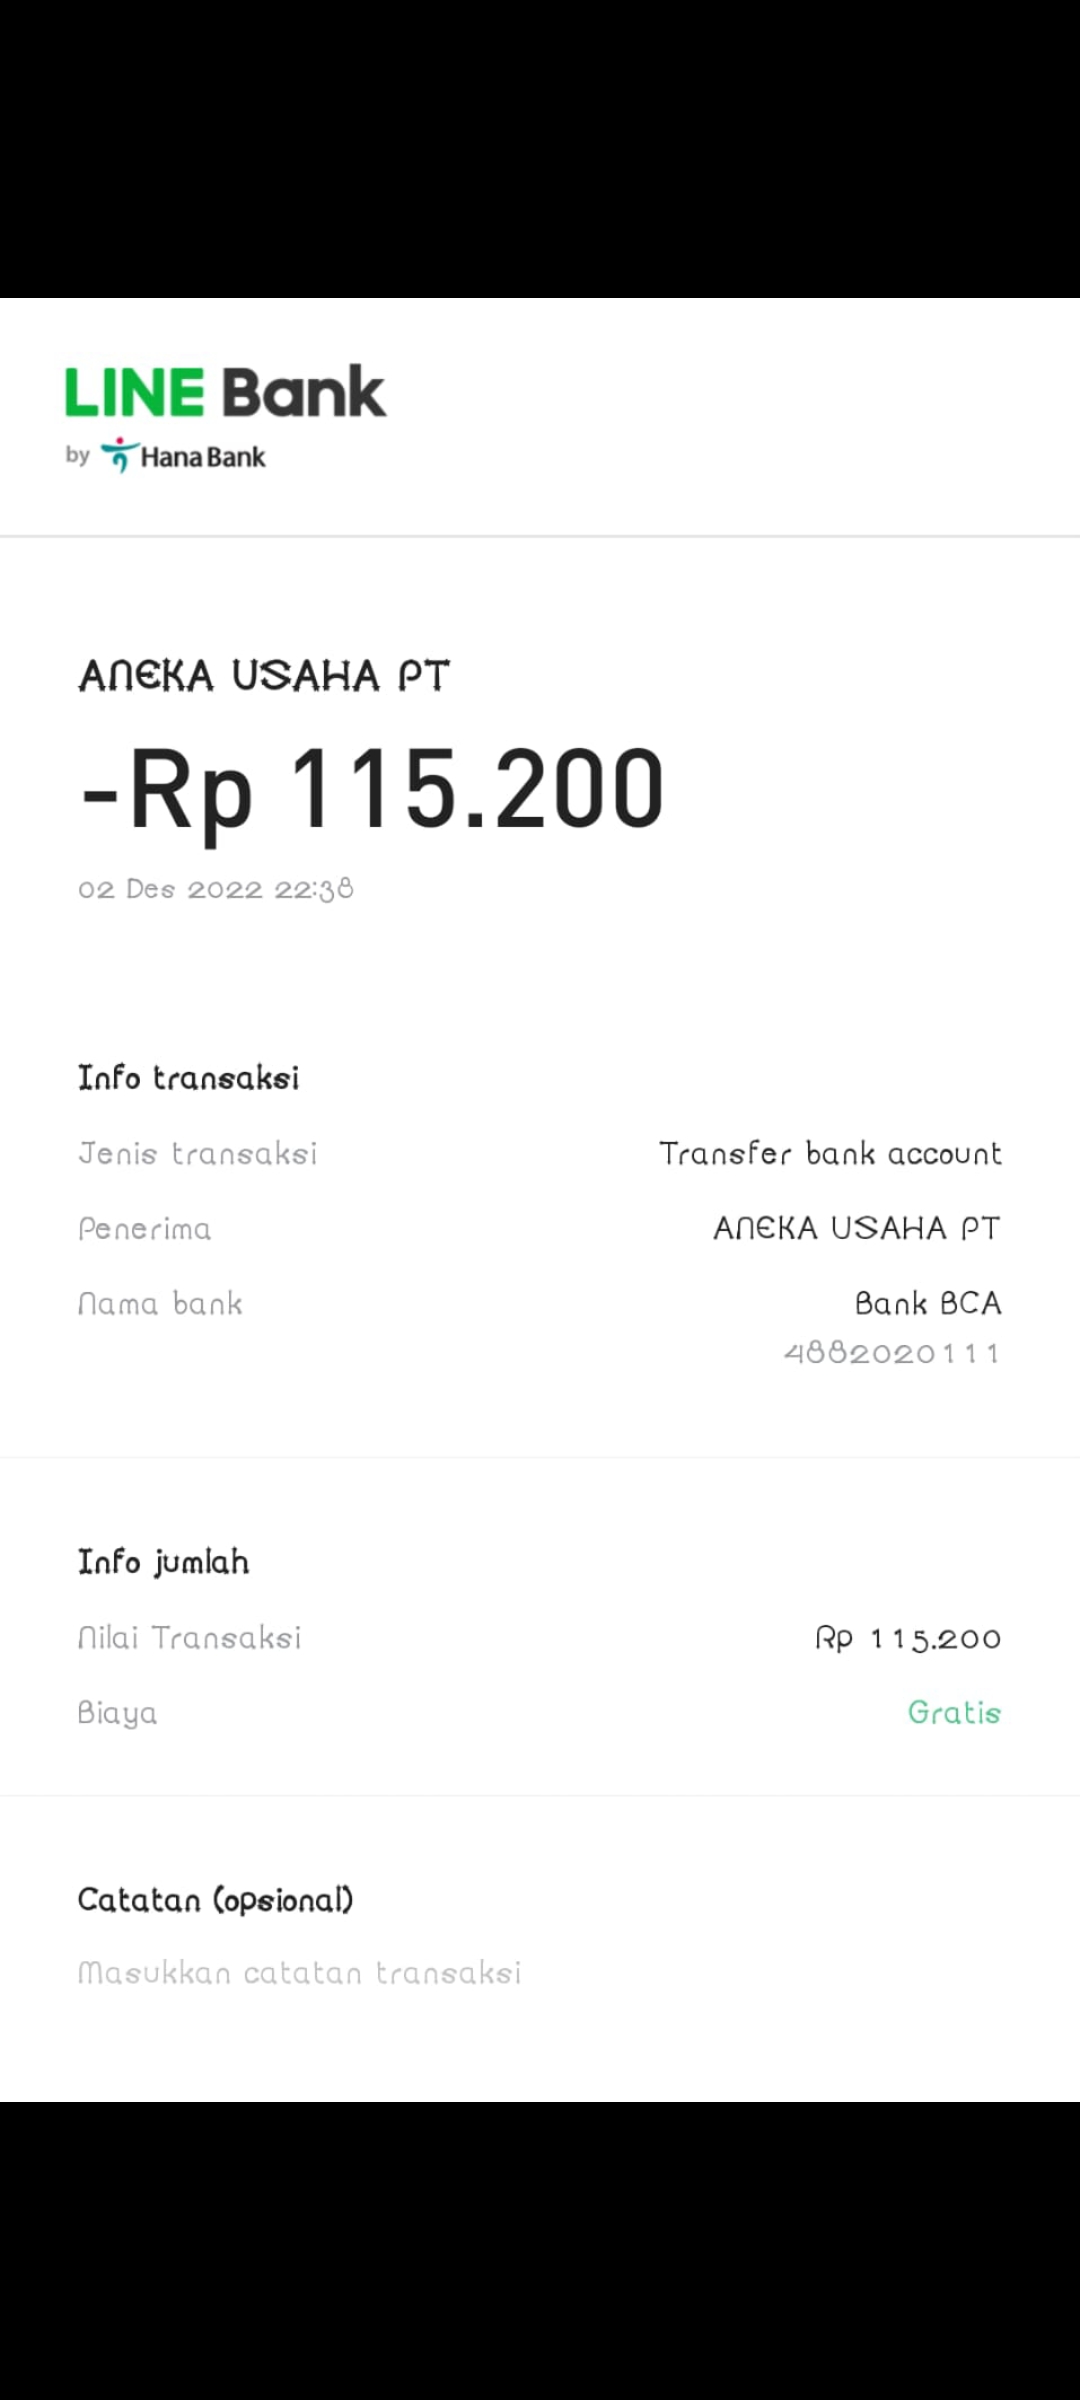 LINE Bank
by Hana Bank
ANEKA USAHA PT
-Rp 115.200
02 Des 2022 22:38
Info transaksi
Jenis transaksi Transfer bank account
Penerima ANEKA USAHA PT
Nama bank Bank BCA
4882020111
Info jumlah
Nilai Transaksi Rp 115.200
Biaya Gratis
Catatan (opsional)
Masukkan catatan transaksi